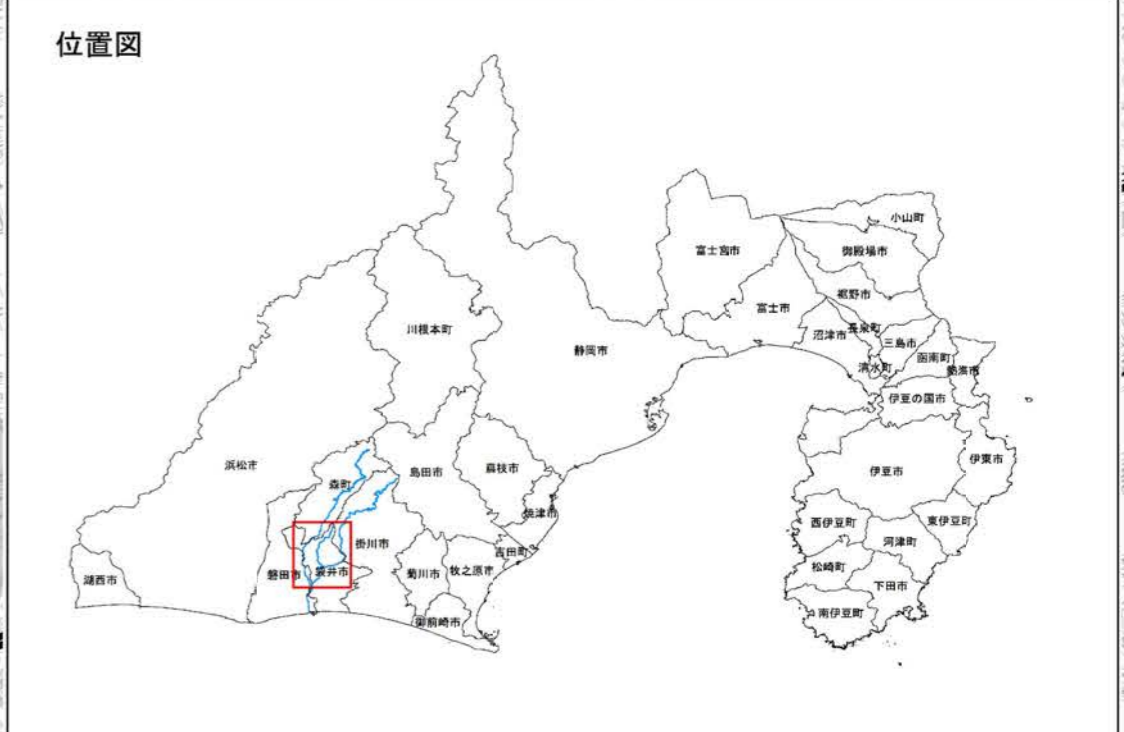 位置図
小山町
富士宮市
御殿場市
裾野市
富士市
川根本町
沼津市
長泉町
三島市
静岡市
函南町
清水町
熱海市
伊豆の国市
浜松市
島田市
藤枝市
伊豆市
伊東市
森町
焼津市
西伊豆町
東伊豆町
掛川市
河津町
吉田町
磐田市
袋井市
菊川市
牧之原市
松崎町
湖西市
下田市
南伊豆町
御前崎市